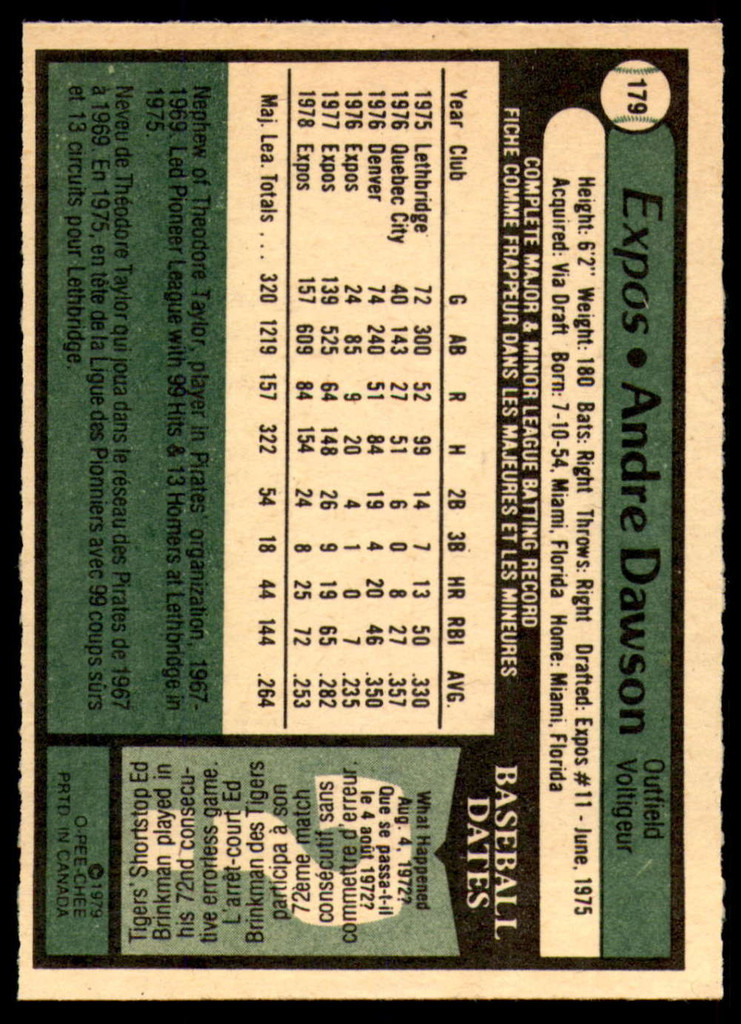 179
Expos • Andre Dawson
Outfield
Voltigeur
Height: 6'2" Weight: 180 Bats: Right Throws: Right Drafted: Expos #11 - June, 1975
Acquired: Via Draft Born: 7-10-54, Miami, Florida Home: Miami, Florida
COMPLETE MAJOR & MINOR LEAGUE BATTING RECORD
FICHE COMME FRAPPEUR DANS LES MAJEURES ET LES MINEURES
Year Club G AB R H 2B 3B HR RBI AVG.
1975 Lethbridge 72 300 52 99 14 7 13 50 .330
1976 Quebec City 40 143 27 51 6 0 8 27 .357
1976 Denver 74 240 51 84 19 4 20 46 .350
1976 Expos 24 85 9 20 4 1 0 7 .235
1977 Expos 139 525 64 148 26 9 19 65 .282
1978 Expos 157 609 84 154 24 8 25 72 .253
Maj. Lea. Totals . . . 320 1219 157 322 54 18 44 144 .264
Nephew of Theodore Taylor, player in Pirates' organization, 1967-
1969. Led Pioneer League with 99 Hits & 13 Homers at Lethbridge in
1975.
Neveu de Théodore Taylor qui joua dans le réseau des Pirates de 1967
à 1969. En 1975, en tête de la Ligue des Pionniers avec 99 coups sûrs
et 13 circuits pour Lethbridge.
BASEBALL
DATES
What Happened
Aug. 4, 1972?
Que se passa-t-il
le 4 août 1972?
Tigers' Shortstop Ed
Brinkman played in
his 72nd consecu-
tive errorless game.
L'arrêt-court Ed
Brinkman des Tigers
participa à son
72ème match
consécutif sans
commettre d'erreur.
©1979
O-PEE-CHEE
PRTD. IN CANADA